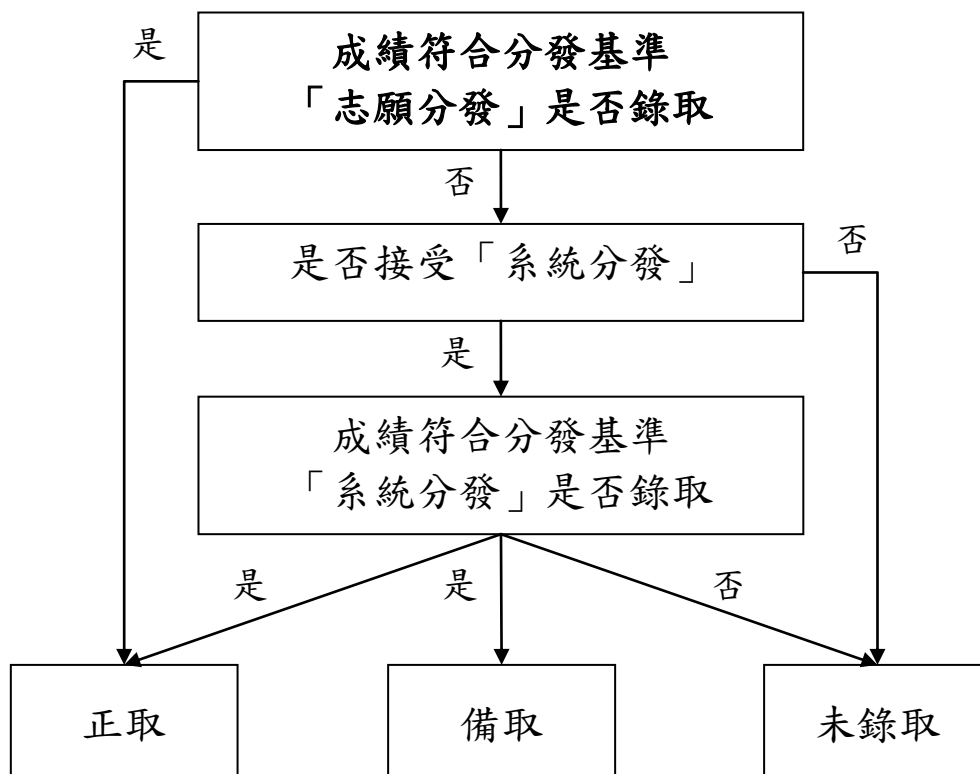 是
成績符合分發基準
「志願分發」是否錄取
否
是否接受「系統分發」
否
是
成績符合分發基準
「系統分發」是否錄取
是
是
否
正取
備取
未錄取